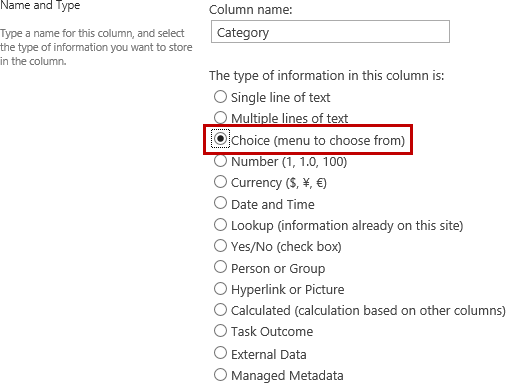 Name and Type
Type a name for this column, and select
the type of information you want to store
in the column.
Column name:
Category
The type of information in this column is:
Single line of text
Multiple lines of text
Choice (menu to choose from)
Number (1, 1.0, 100)
Currency ($, ¥, €)
Date and Time
Lookup (information already on this site)
Yes/No (check box)
Person or Group
Hyperlink or Picture
Calculated (calculation based on other columns)
Task Outcome
External Data
Managed Metadata